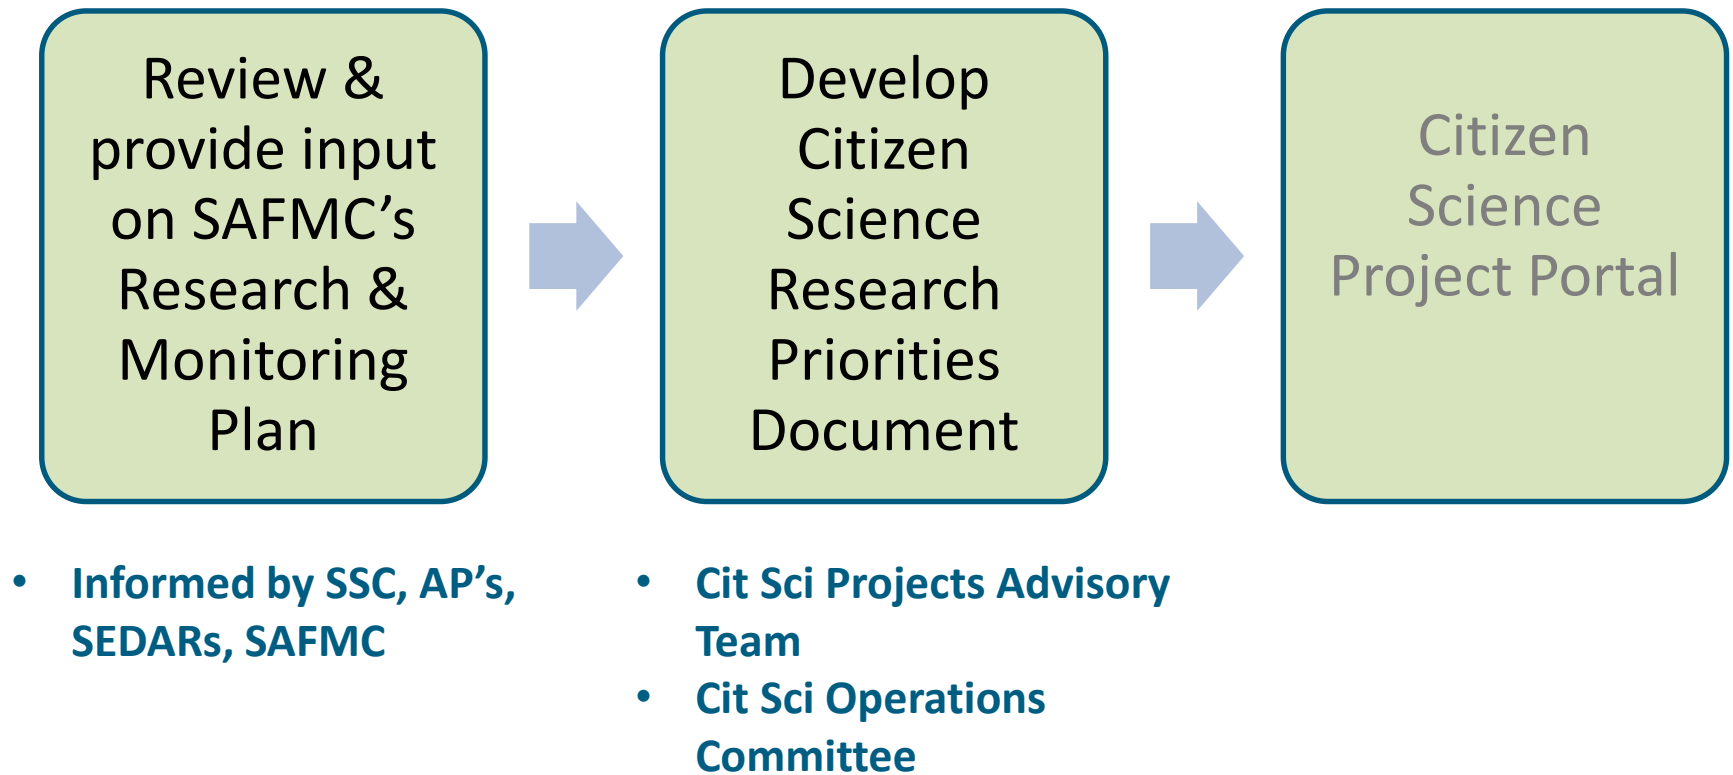 Review &
provide input
on SAFMC’s
Research &
Monitoring
Plan
Develop
Citizen
Science
Research
Priorities
Document
Citizen
Science
Project Portal
• Informed by SSC, AP’s,
SEDARs, SAFMC
• Cit Sci Projects Advisory
Team
• Cit Sci Operations
Committee